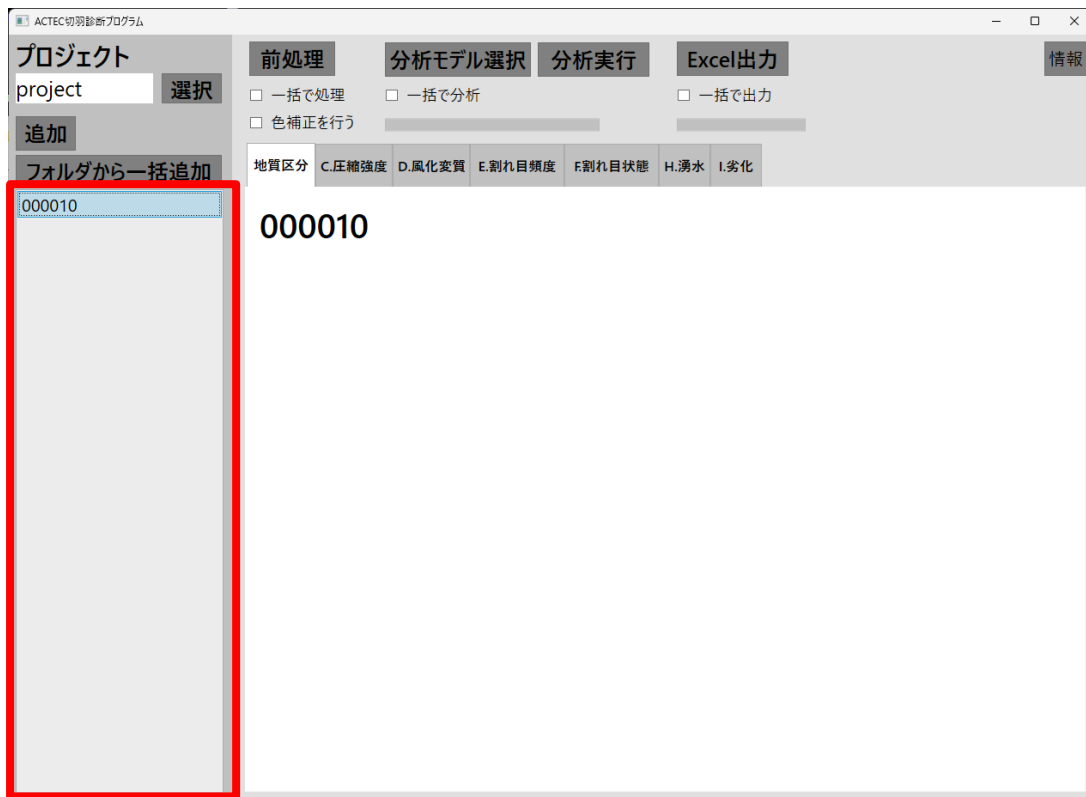 ACTEC切羽診断プログラム
プロジェクト
project
選択
追加
フォルダから一括追加
000010
前処理
分析モデル選択
分析実行
Excel出力
情報
一括で処理
一括で分析
一括で出力
色補正を行う
地質区分
C.圧縮強度
D.風化変質
E.割れ目頻度
F.割れ目状態
H.湧水
I.劣化
000010